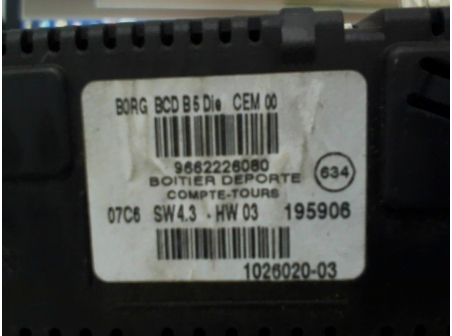 BORG BCD B5 Die CEM 00
9662226080
BOITIER DEPORTE
COMPTE-TOURS
634
07C6 SW4.3 - HW 03 195906
1026020-03